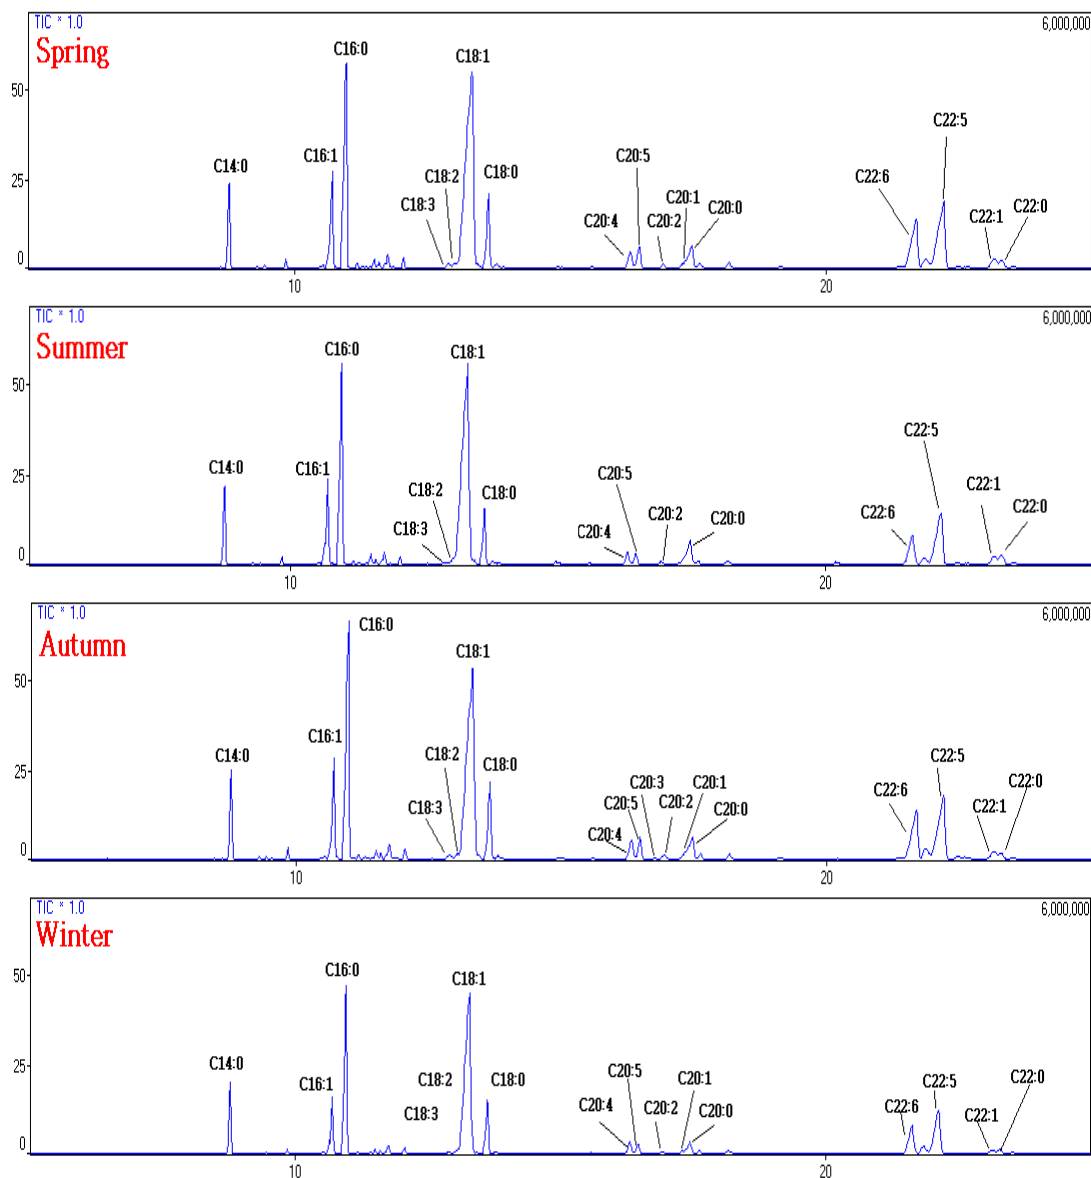 TIC * 1.0 6,000,000
Spring
C16:0 C18:1
50
C22:5
C20:5
C16:1 C18:2 C18:0 C22:6
C14:0
25 C18:3 C20:1
C20:4 C20:2 C20:0 C22:1 C22:0
0
10 20
TIC * 1.0 6,000,000
Summer
C16:0 C18:1
50
C22:5
C14:0 C16:1 C20:5 C22:1
25 C18:2 C18:0
C18:3 C20:4 C20:2 C20:0 C22:6 C22:0
0
10 20
TIC * 1.0 6,000,000
Autumn
C16:0
C18:1
50
C14:0 C16:1 C18:2 C18:0 C22:5 C22:0
25 C20:3 C20:1
C18:3 C20:5 C20:2 C22:6 C22:1
C20:4 C20:0
0
10 20
TIC * 1.0 6,000,000
Winter
C16:0 C18:1
50
C14:0 C20:5
25 C16:1 C18:2 C18:0 C20:1 C22:5 C22:0
C18:3 C20:4 C20:2 C20:0 C22:6 C22:1
0
10 20